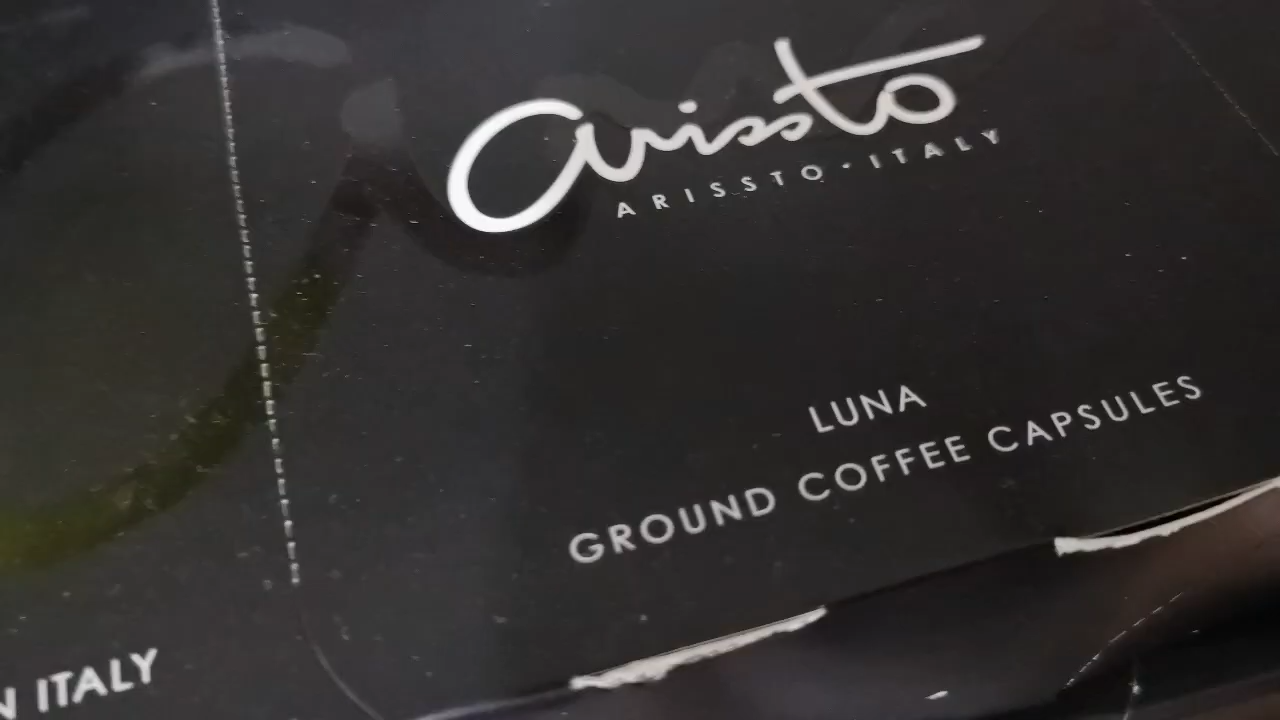 arissto
ARISSTO·ITALY
LUNA
GROUND COFFEE CAPSULES
ITALY